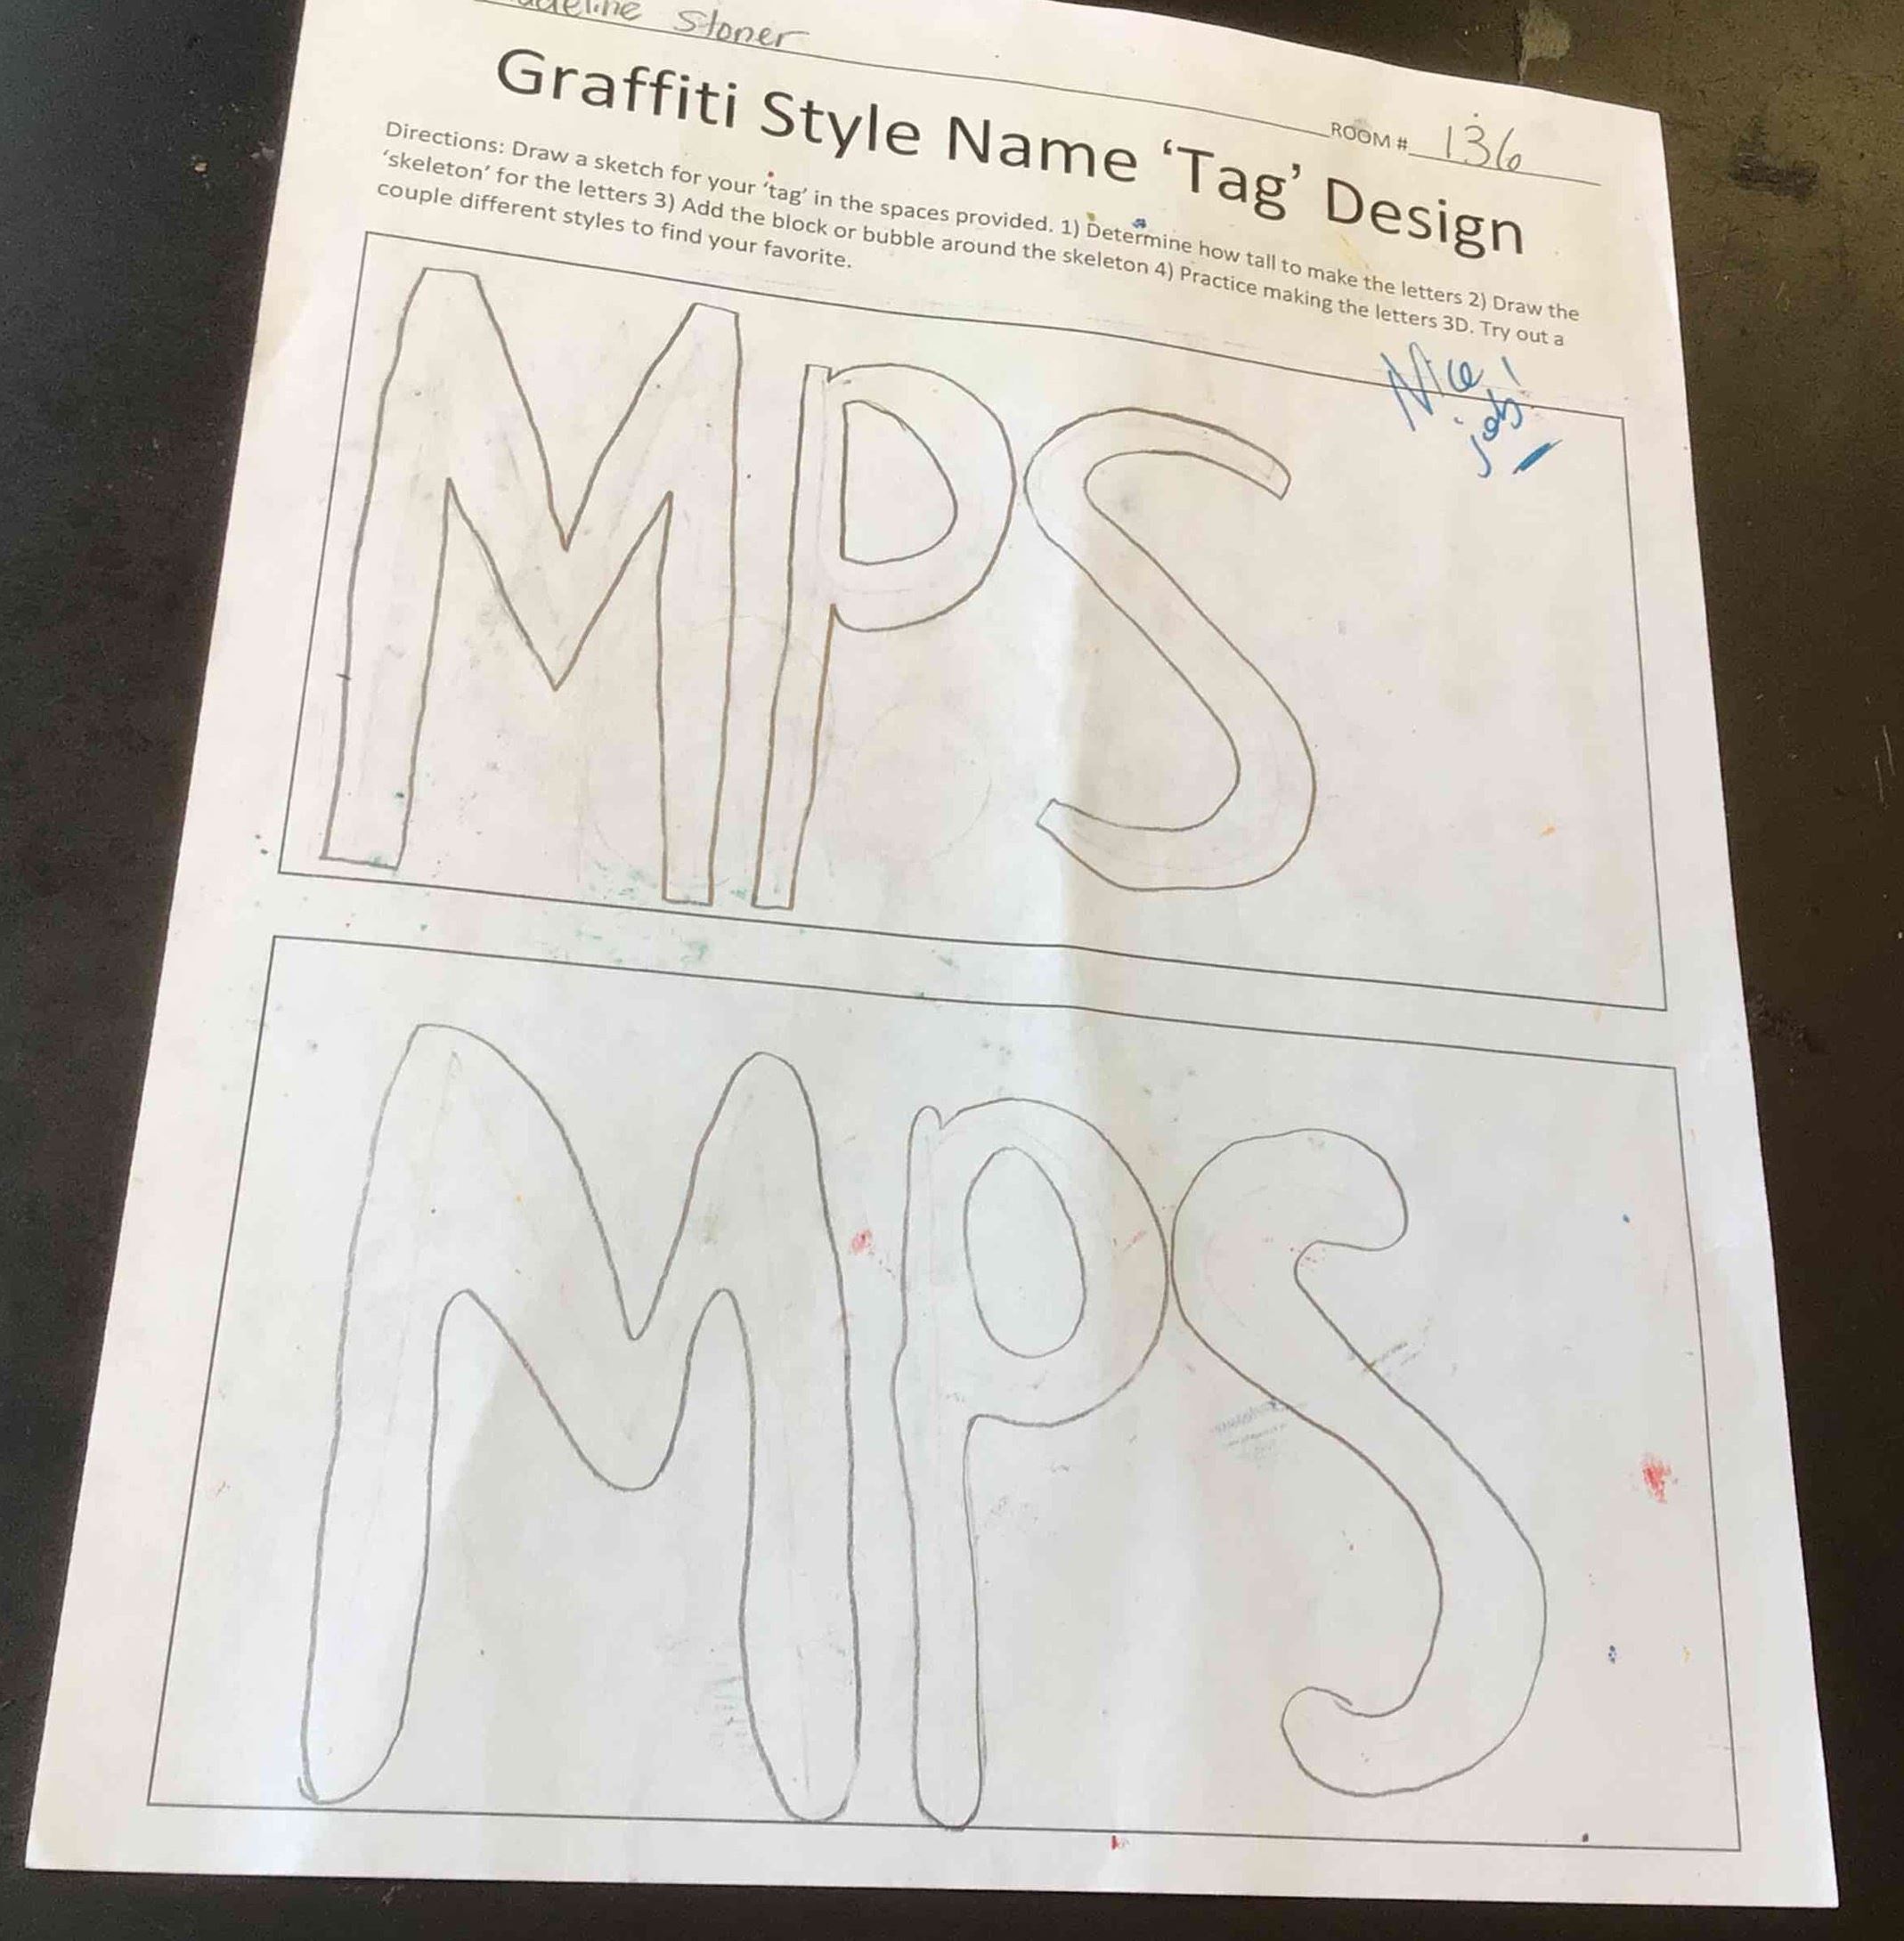 Stoner
ROOM # 136
Graffiti Style Name ‘Tag’ Design
Directions: Draw a sketch for your ‘tag’ in the spaces provided. 1) Determine how tall to make the letters 2) Draw the
‘skeleton’ for the letters 3) Add the block or bubble around the skeleton 4) Practice making the letters 3D. Try out a
couple different styles to find your favorite.
Nice
job!
MPS
MPS